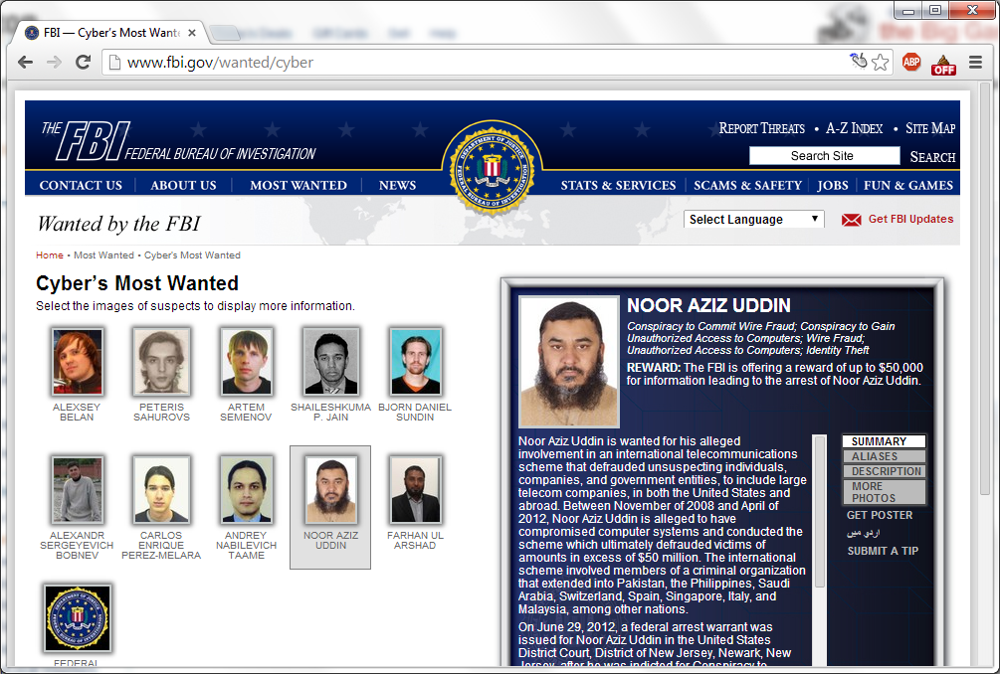 FBI — Cyber's Most Want
www.fbi.gov/wanted/cyber
ABP
OFF
THE
FBI FEDERAL BUREAU OF INVESTIGATION
REPORT THREATS • A-Z INDEX • SITE MAP
Search Site SEARCH
CONTACT US ABOUT US MOST WANTED NEWS STATS & SERVICES SCAMS & SAFETY JOBS FUN & GAMES
DEPARTMENT OF JUSTICE
FEDERAL BUREAU OF INVESTIGATION
Wanted by the FBI
Select Language
Get FBI Updates
Home • Most Wanted • Cyber's Most Wanted
Cyber's Most Wanted
Select the images of suspects to display more information.
ALEXSEY
BELAN
PETERIS
SAHUROVS
ARTEM
SEMENOV
SHAILESHKUMA
P. JAIN
BJORN DANIEL
SUNDIN
ALEXANDR
SERGEYEVICH
BOBNEV
CARLOS
ENRIQUE
PEREZ-MELARA
ANDREY
NABILEVICH
TAAME
NOOR AZIZ
UDDIN
FARHAN UL
ARSHAD
FEDERAL
NOOR AZIZ UDDIN
Conspiracy to Commit Wire Fraud; Conspiracy to Gain
Unauthorized Access to Computers; Wire Fraud;
Unauthorized Access to Computers; Identity Theft
REWARD: The FBI is offering a reward of up to $50,000
for information leading to the arrest of Noor Aziz Uddin.
Noor Aziz Uddin is wanted for his alleged
involvement in an international telecommunications
scheme that defrauded unsuspecting individuals,
companies, and government entities, to include large
telecom companies, in both the United States and
abroad. Between November of 2008 and April of
2012, Noor Aziz Uddin is alleged to have
compromised computer systems and conducted the
scheme which ultimately defrauded victims of
amounts in excess of $50 million. The international
scheme involved members of a criminal organization
that extended into Pakistan, the Philippines, Saudi
Arabia, Switzerland, Spain, Singapore, Italy, and
Malaysia, among other nations.
On June 29, 2012, a federal arrest warrant was
issued for Noor Aziz Uddin in the United States
District Court, District of New Jersey, Newark, New
Jersey, after he was indicted for Conspiracy to
SUMMARY
ALIASES
DESCRIPTION
MORE
PHOTOS
GET POSTER
اردو میں
SUBMIT A TIP